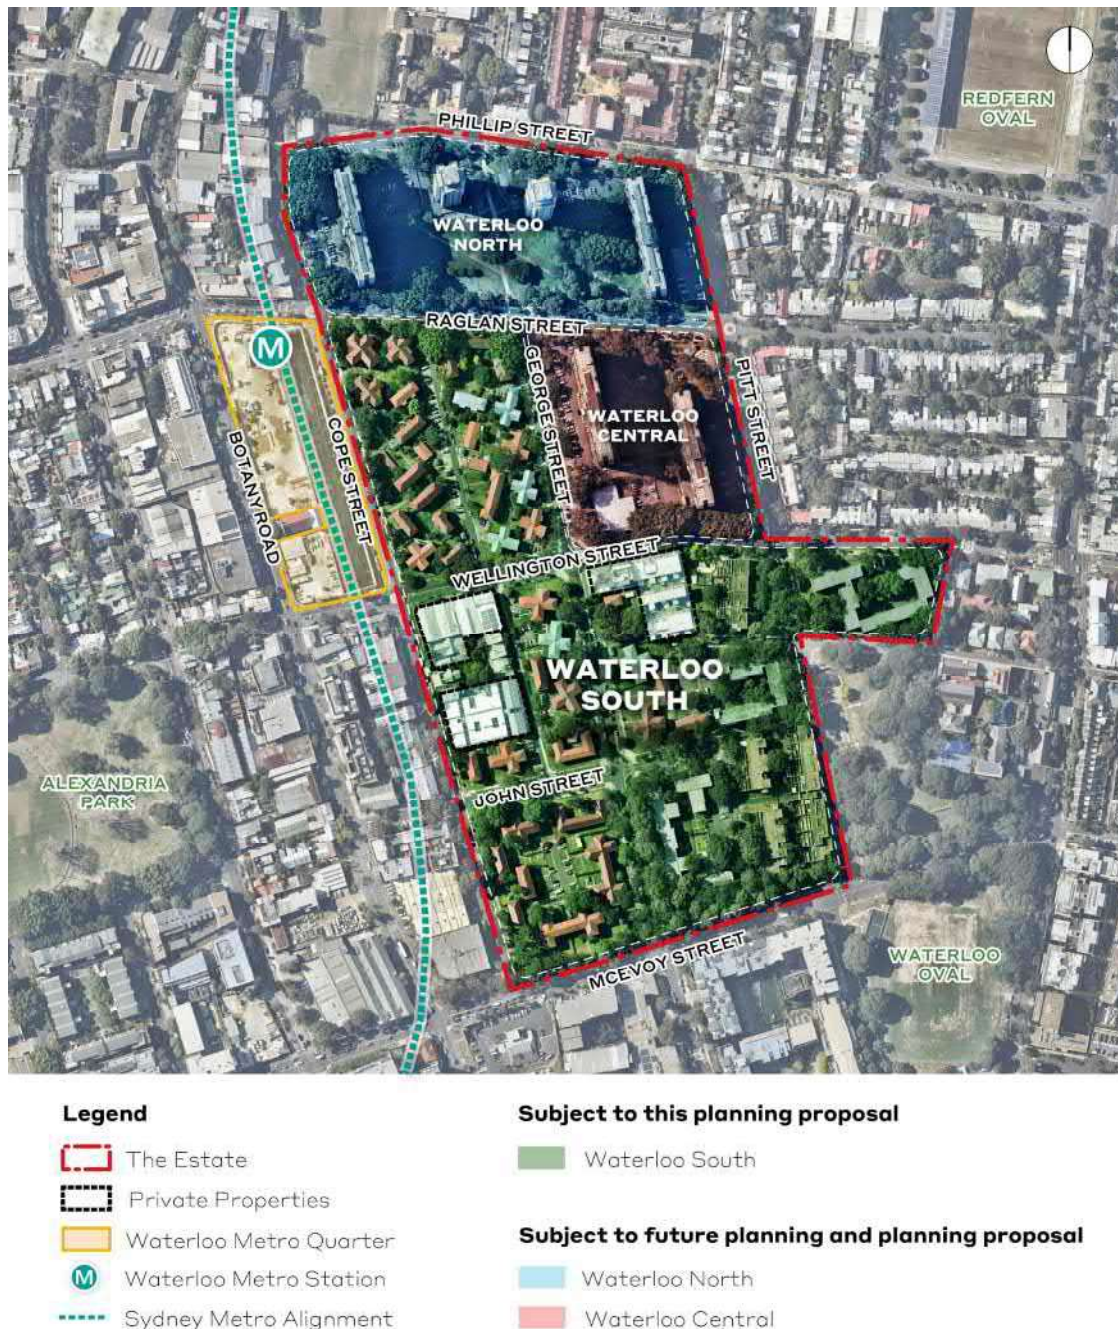 PHILLIP STREET
REDFERN
OVAL
WATERLOO
NORTH
RAGLAN STREET
M
GEORGE STREET
PITT STREET
WATERLOO
CENTRAL
COPE STREET
BOTANY ROAD
WELLINGTON STREET
WATERLOO
SOUTH
ALEXANDRIA
PARK
JOHN STREET
MCEVOY STREET
WATERLOO
OVAL
Legend
The Estate
Private Properties
Waterloo Metro Quarter
M Waterloo Metro Station
Sydney Metro Alignment
Subject to this planning proposal
Waterloo South
Subject to future planning and planning proposal
Waterloo North
Waterloo Central